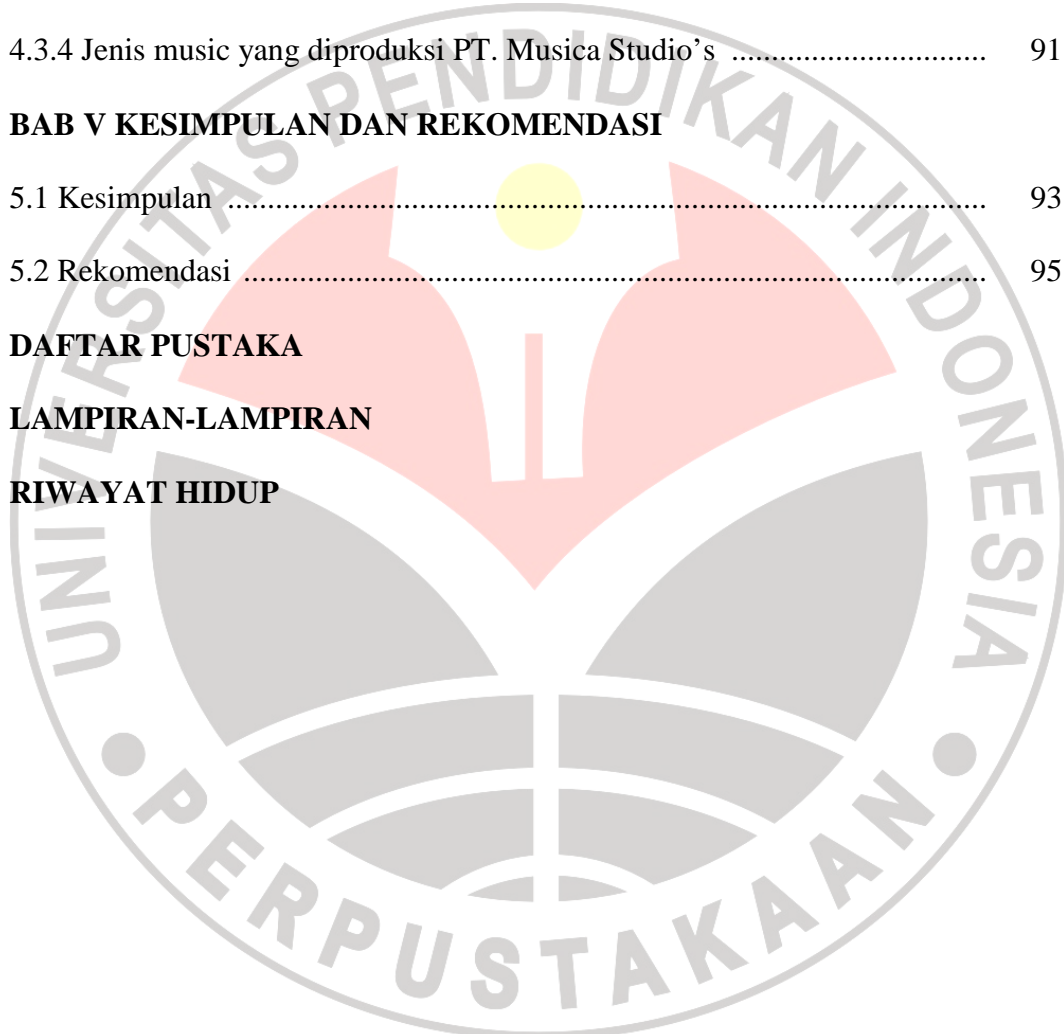 4.3.4 Jenis music yang diproduksi PT. Musica Studio’s ................................ 91
BAB V KESIMPULAN DAN REKOMENDASI
5.1 Kesimpulan ................................................................................................ 93
5.2 Rekomendasi .............................................................................................. 95
DAFTAR PUSTAKA
LAMPIRAN-LAMPIRAN
RIWAYAT HIDUP
UNIVERSITAS PENDIDIKAN INDONESIA
PERPUSTAKAAN